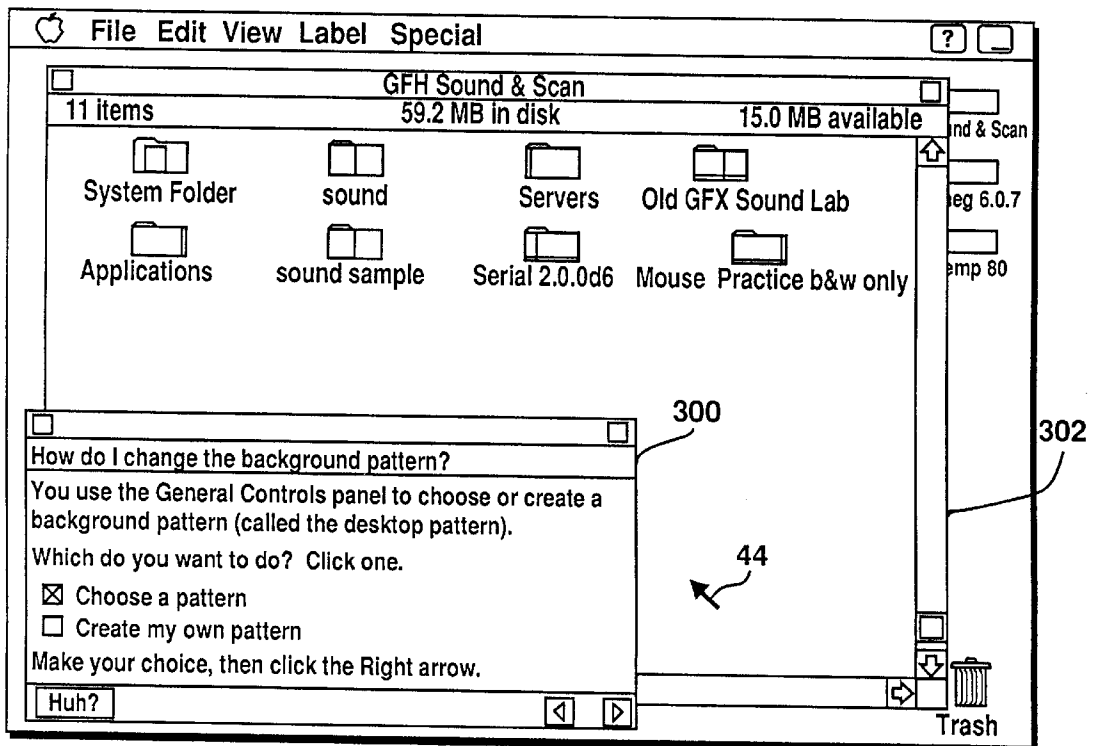 File Edit View Label Special ?
GFH Sound & Scan
11 items 59.2 MB in disk 15.0 MB available
nd & Scan
System Folder sound Servers Old GFX Sound Lab
eg 6.0.7
Applications sound sample Serial 2.0.0d6 Mouse Practice b&w only
emp 80
300
302
How do I change the background pattern?
You use the General Controls panel to choose or create a
background pattern (called the desktop pattern).
Which do you want to do? Click one.
44
Choose a pattern
Create my own pattern
Make your choice, then click the Right arrow.
Huh?
Trash